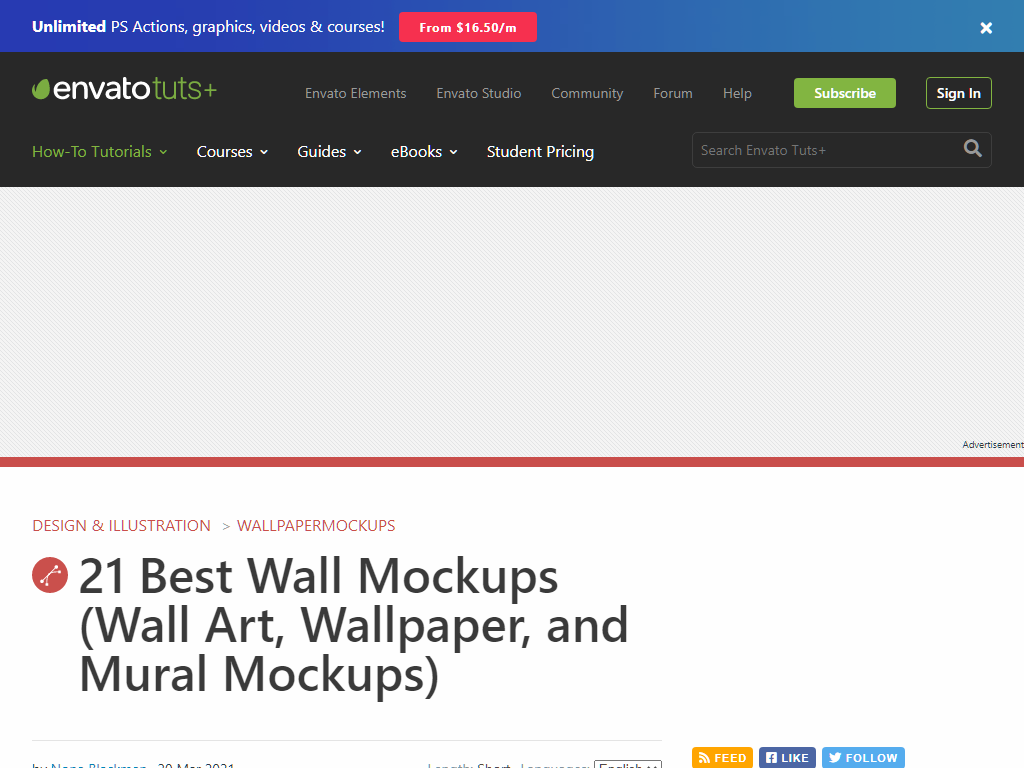 Unlimited PS Actions, graphics, videos & courses! From $16.50/m
envatotuts+ Envato Elements Envato Studio Community Forum Help Subscribe Sign In
How-To Tutorials Courses Guides eBooks Student Pricing Search Envato Tuts+
Advertisement
DESIGN & ILLUSTRATION > WALLPAPERMOCKUPS
21 Best Wall Mockups
(Wall Art, Wallpaper, and
Mural Mockups)
by Nona Blackman 20 Mar 2021 Length: Short Languages: English
FEED LIKE FOLLOW